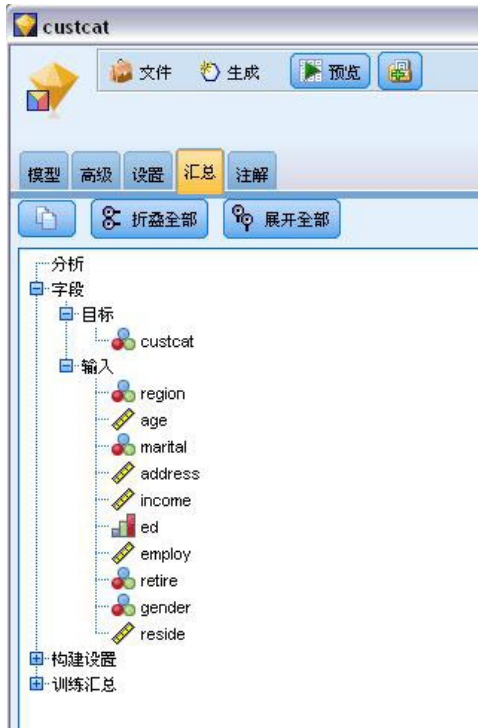 custcat
文件 生成 预览
模型 高级 设置 汇总 注解
折叠全部 展开全部
分析
字段
目标
custcat
输入
region
age
marital
address
income
ed
employ
retire
gender
reside
构建设置
训练汇总